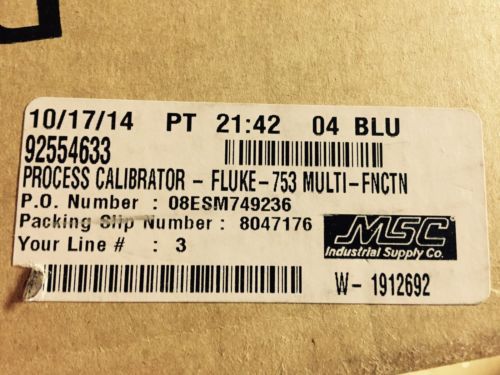 10/17/14 PT 21:42 04 BLU
92554633
PROCESS CALIBRATOR - FLUKE-753 MULTI-FNCTN
P.O. Number : 08ESM749236
Packing Slip Number : 8047176
Your Line # : 3
MSC
Industrial Supply Co.
W- 1912692